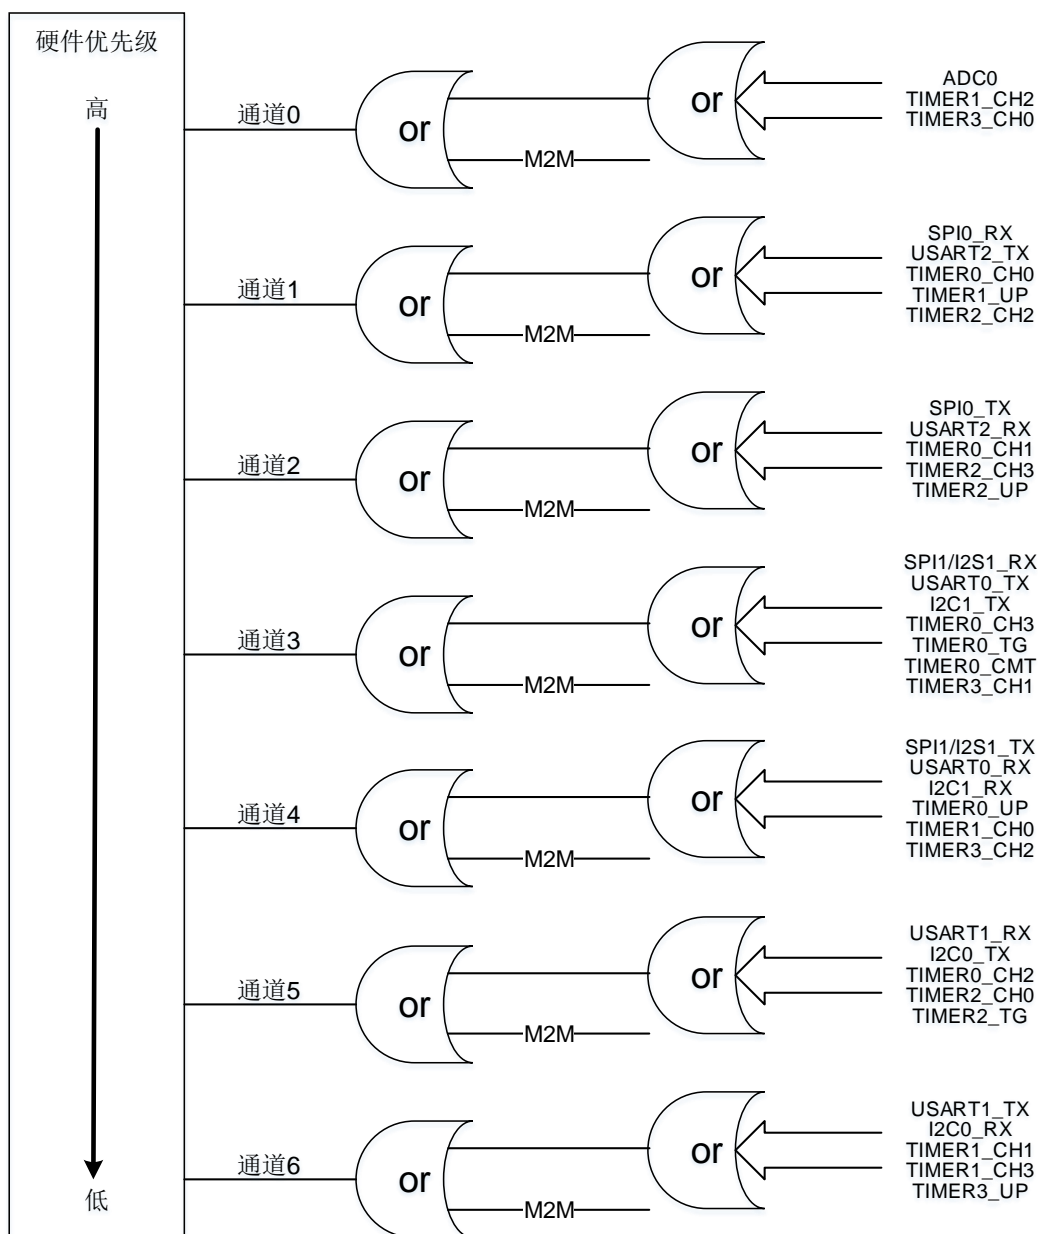 硬件优先级
高
通道0
or
M2M
or
ADC0
TIMER1_CH2
TIMER3_CH0
通道1
or
M2M
or
SPI0_RX
USART2_TX
TIMER0_CH0
TIMER1_UP
TIMER2_CH2
通道2
or
M2M
or
SPI0_TX
USART2_RX
TIMER0_CH1
TIMER2_CH3
TIMER2_UP
通道3
or
M2M
or
SPI1/I2S1_RX
USART0_TX
I2C1_TX
TIMER0_CH3
TIMER0_TG
TIMER0_CMT
TIMER3_CH1
通道4
or
M2M
or
SPI1/I2S1_TX
USART0_RX
I2C1_RX
TIMER0_UP
TIMER1_CH0
TIMER3_CH2
通道5
or
M2M
or
USART1_RX
I2C0_TX
TIMER0_CH2
TIMER2_CH0
TIMER2_TG
通道6
or
M2M
or
USART1_TX
I2C0_RX
TIMER1_CH1
TIMER1_CH3
TIMER3_UP
低